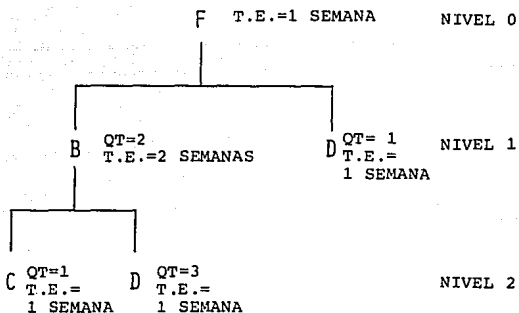 F T.E.=1 SEMANA NIVEL 0
B QT=2
T.E.=2 SEMANAS
D QT= 1
T.E.=
1 SEMANA
NIVEL 1
C QT=1
T.E.=
1 SEMANA
D QT=3
T.E.=
1 SEMANA
NIVEL 2